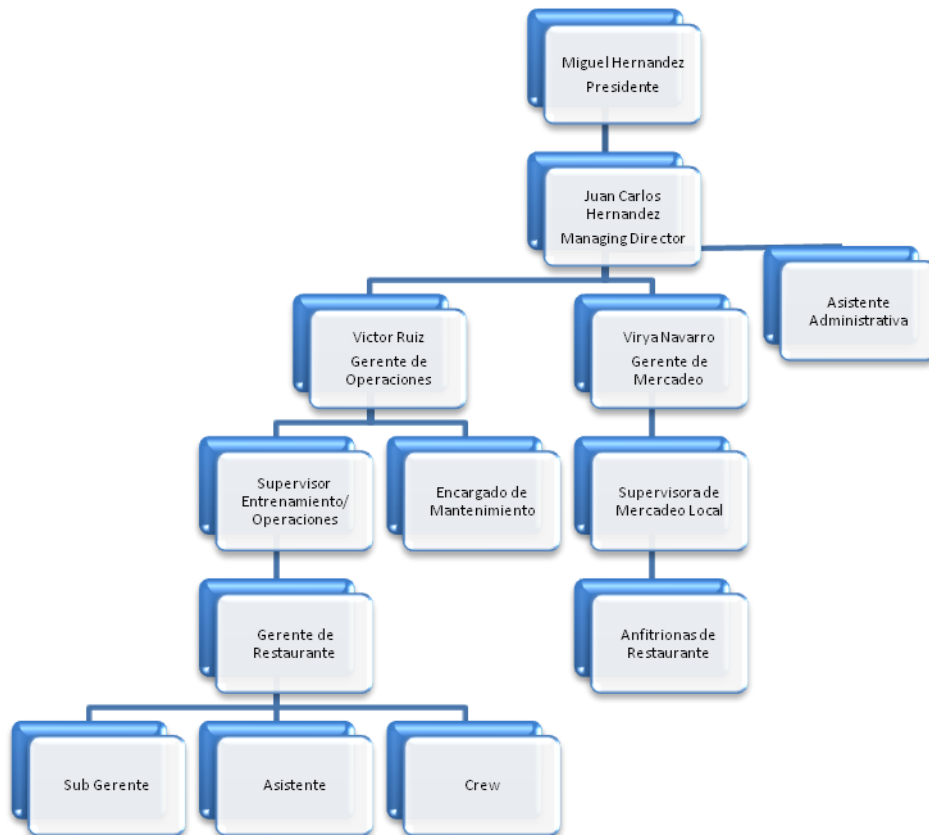 Miguel Hernandez
Presidente
Juan Carlos
Hernandez
Managing Director
Asistente
Administrativa
Victor Ruiz
Gerente de
Operaciones
Virya Navarro
Gerente de
Mercadeo
Supervisor
Entrenamiento/
Operaciones
Encargado de
Mantenimiento
Supervisora de
Mercadeo Local
Gerente de
Restaurante
Anfitrionas de
Restaurante
Sub Gerente
Asistente
Crew